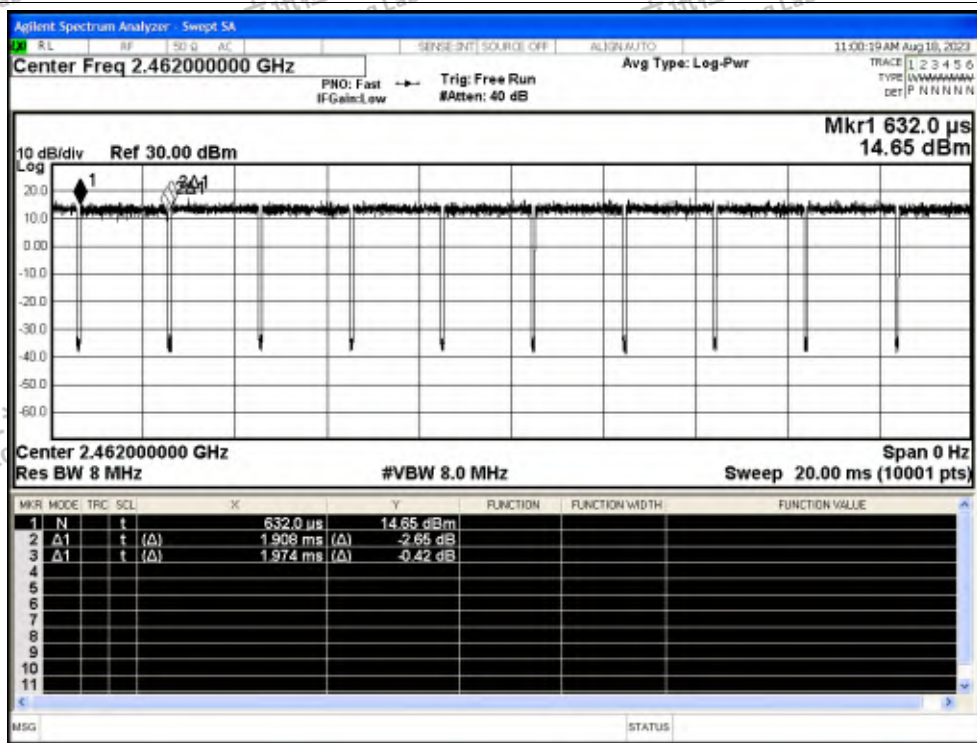 Agilent Spectrum Analyzer - Swept SA
RL RF 50 Ω AC SENSE:INT SOURCE OFF ALIGN AUTO 11:00:19 AM Aug 18, 2023
Center Freq 2.462000000 GHz
PNO: Fast
IFGain:Low
Trig: Free Run
#Atten: 40 dB
Avg Type: Log-Pwr
TRACE 1 2 3 4 5 6
TYPE
DET P N N N N N
Mkr1 632.0 µs
14.65 dBm
10 dB/div Ref 30.00 dBm
Log
20.0
10.0
0.00
-10.0
-20.0
-30.0
-40.0
-50.0
-60.0
1
Center 2.462000000 GHz Span 0 Hz
Res BW 8 MHz #VBW 8.0 MHz Sweep 20.00 ms (10001 pts)
MKR MODE TRC SCL X Y FUNCTION FUNCTION WIDTH FUNCTION VALUE
1 N t 632.0 µs 14.65 dBm
2 Δ1 t (Δ) 1.908 ms (Δ) -2.65 dB
3 Δ1 t (Δ) 1.974 ms (Δ) -0.42 dB
4
5
6
7
8
9
10
11
MSG STATUS